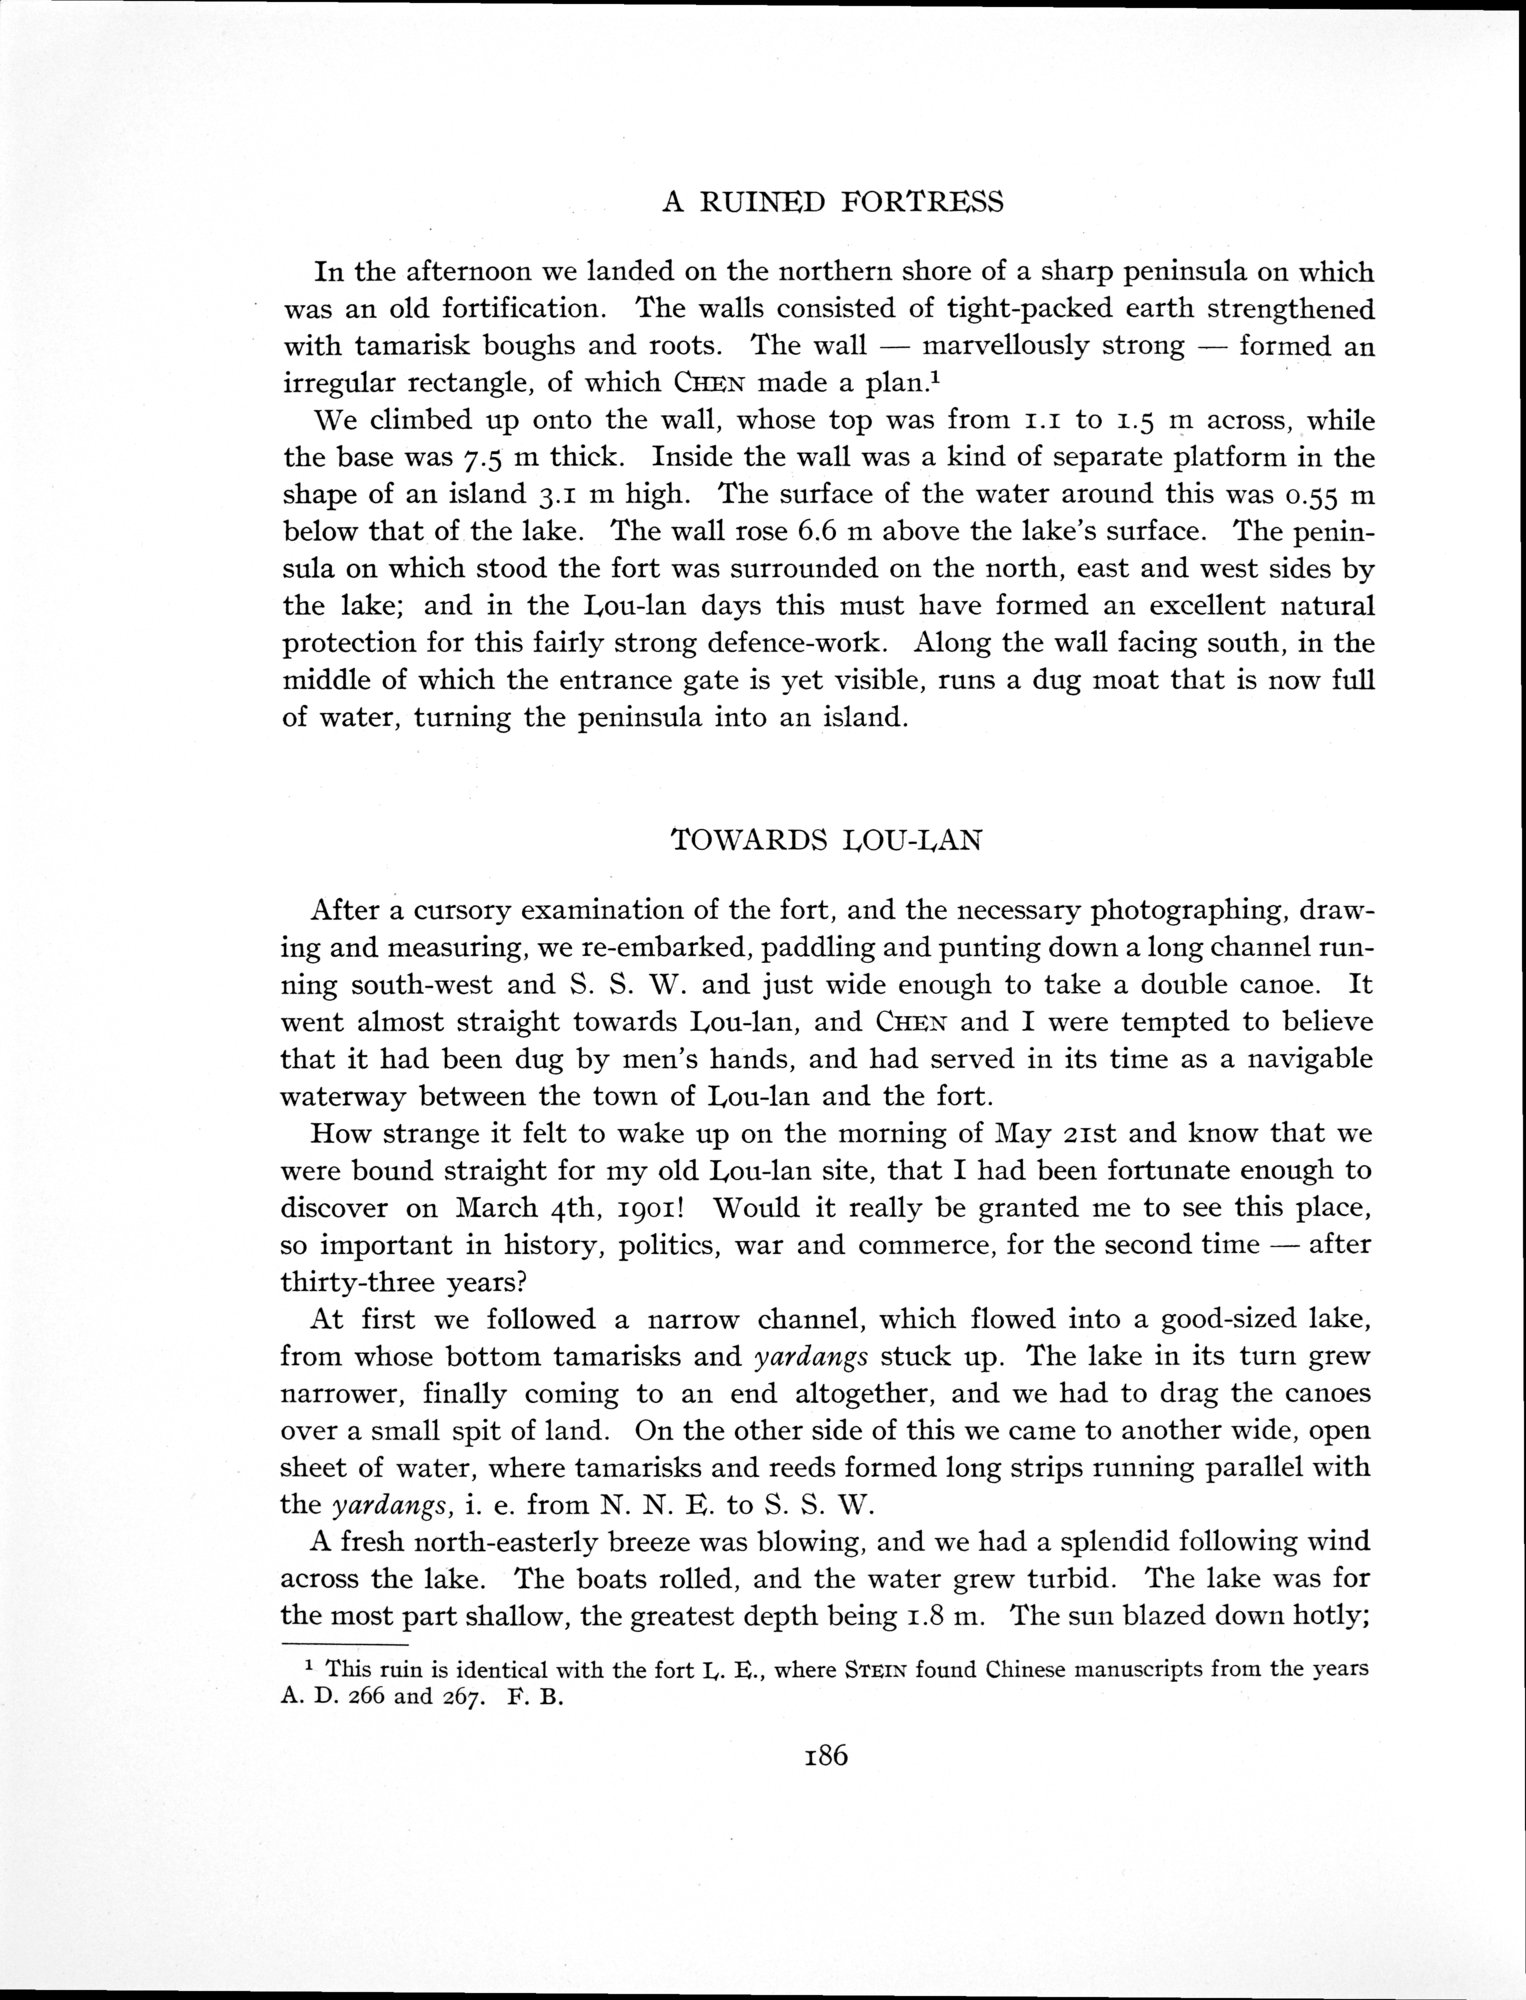 A RUINED FORTRESS
In the afternoon we landed on the northern shore of a sharp peninsula on which
was an old fortification. The walls consisted of tight-packed earth strengthened
with tamarisk boughs and roots. The wall — marvellously strong — formed an
irregular rectangle, of which CHEN made a plan.¹
We climbed up onto the wall, whose top was from 1.1 to 1.5 m across, while
the base was 7.5 m thick. Inside the wall was a kind of separate platform in the
shape of an island 3.1 m high. The surface of the water around this was 0.55 m
below that of the lake. The wall rose 6.6 m above the lake's surface. The penin-
sula on which stood the fort was surrounded on the north, east and west sides by
the lake; and in the Lou-lan days this must have formed an excellent natural
protection for this fairly strong defence-work. Along the wall facing south, in the
middle of which the entrance gate is yet visible, runs a dug moat that is now full
of water, turning the peninsula into an island.
TOWARDS LOU-LAN
After a cursory examination of the fort, and the necessary photographing, draw-
ing and measuring, we re-embarked, paddling and punting down a long channel run-
ning south-west and S. S. W. and just wide enough to take a double canoe. It
went almost straight towards Lou-lan, and CHEN and I were tempted to believe
that it had been dug by men's hands, and had served in its time as a navigable
waterway between the town of Lou-lan and the fort.
How strange it felt to wake up on the morning of May 21st and know that we
were bound straight for my old Lou-lan site, that I had been fortunate enough to
discover on March 4th, 1901! Would it really be granted me to see this place,
so important in history, politics, war and commerce, for the second time — after
thirty-three years?
At first we followed a narrow channel, which flowed into a good-sized lake,
from whose bottom tamarisks and yardangs stuck up. The lake in its turn grew
narrower, finally coming to an end altogether, and we had to drag the canoes
over a small spit of land. On the other side of this we came to another wide, open
sheet of water, where tamarisks and reeds formed long strips running parallel with
the yardangs, i. e. from N. N. E. to S. S. W.
A fresh north-easterly breeze was blowing, and we had a splendid following wind
across the lake. The boats rolled, and the water grew turbid. The lake was for
the most part shallow, the greatest depth being 1.8 m. The sun blazed down hotly;
¹ This ruin is identical with the fort L. E., where STEIN found Chinese manuscripts from the years
A. D. 266 and 267. F. B.
186